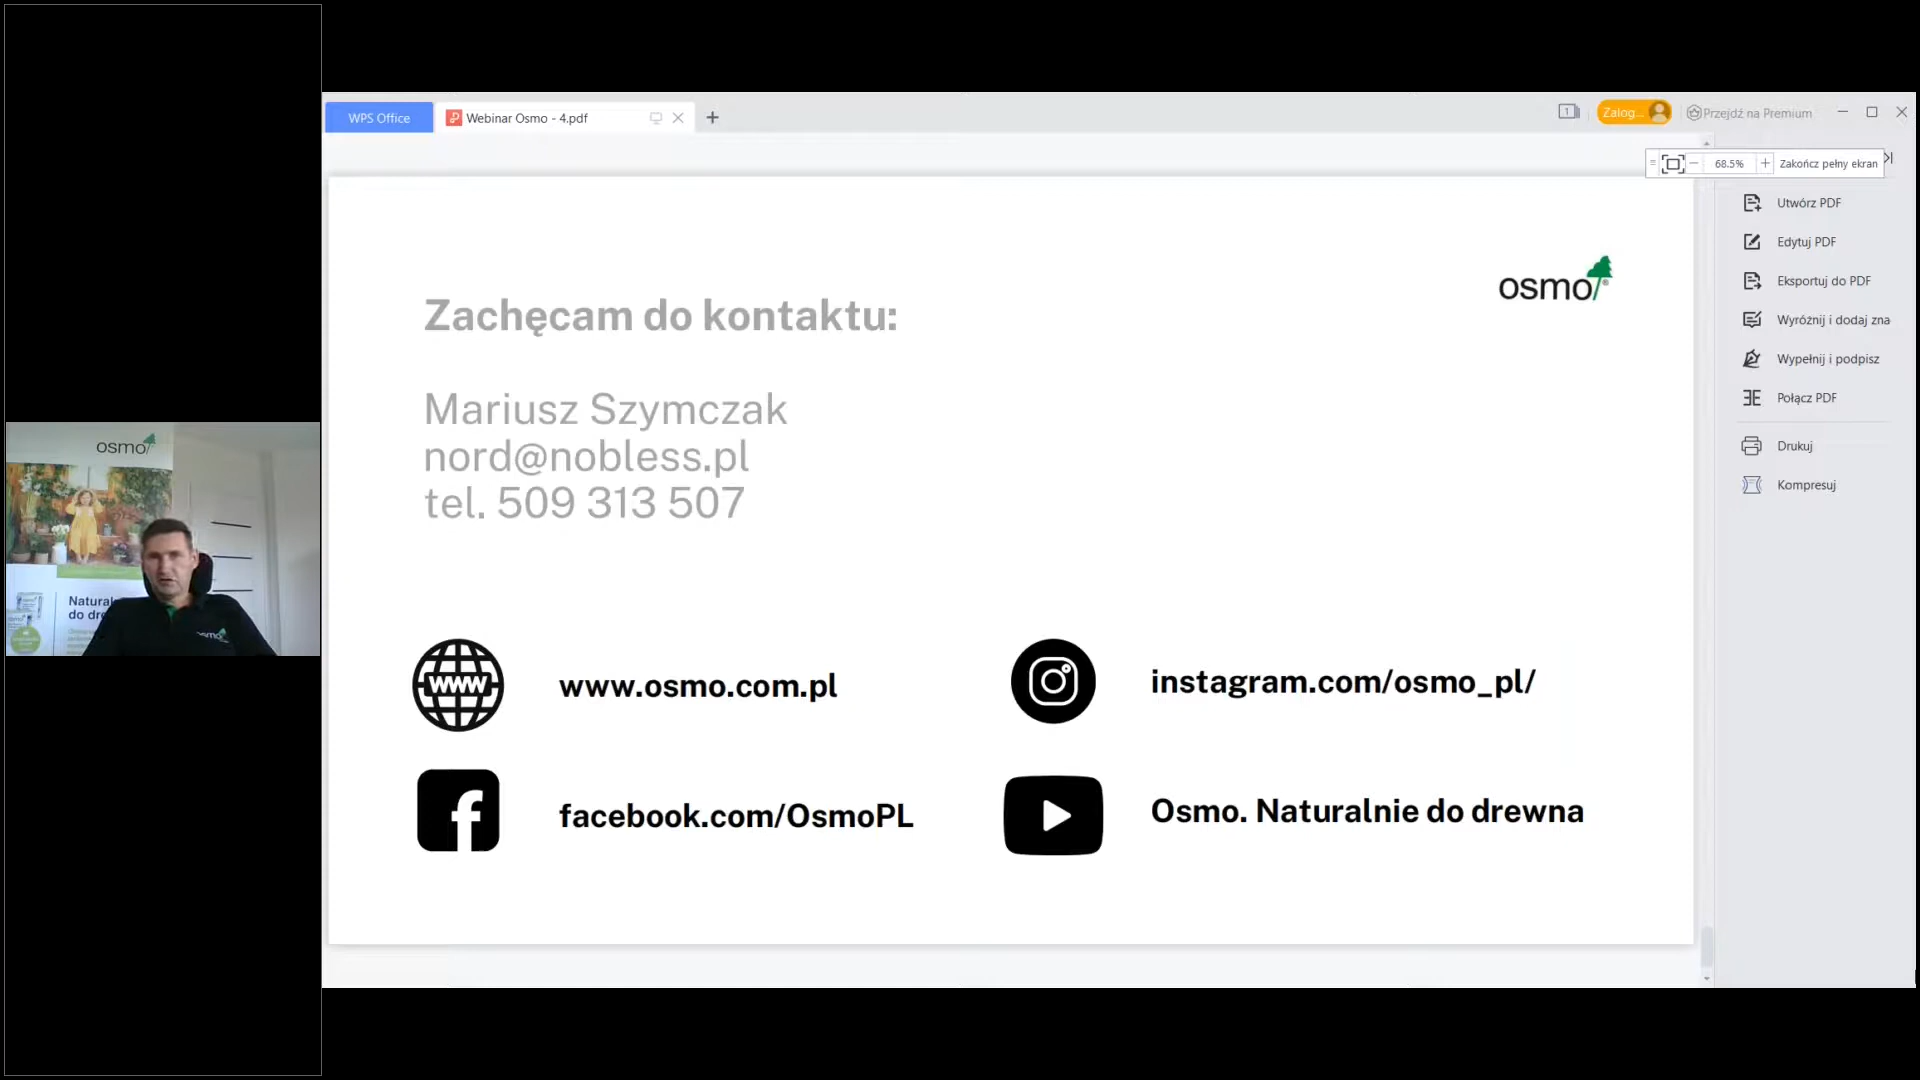 WPS Office
Webinar Osmo - 4.pdf
1
Zalog...
Przejdź na Premium
68.5%
Zakończ pełny ekran
Utwórz PDF
Edytuj PDF
Eksportuj do PDF
Wyróżnij i dodaj zna
Wypełnij i podpisz
Połącz PDF
Drukuj
Kompresuj
osmo®
Zachęcam do kontaktu:
Mariusz Szymczak
nord@nobless.pl
tel. 509 313 507
www
www.osmo.com.pl
instagram.com/osmo_pl/
facebook.com/OsmoPL
Osmo. Naturalnie do drewna
osmo
Natural
do dre
osmo